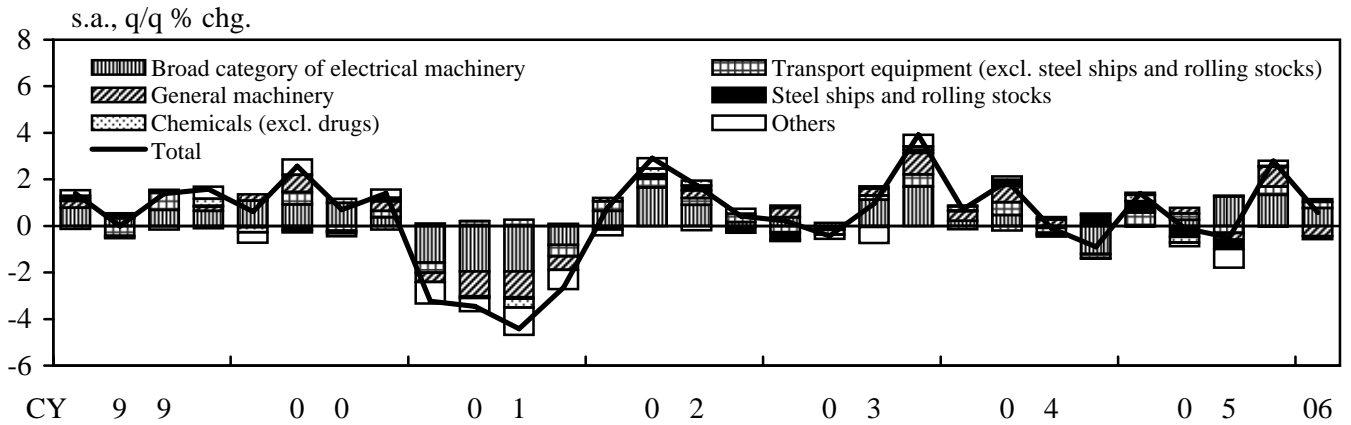 s.a., q/q % chg.
8
6
4
2
0
-2
-4
-6
Broad category of electrical machinery
General machinery
Chemicals (excl. drugs)
Total
Transport equipment (excl. steel ships and rolling stocks)
Steel ships and rolling stocks
Others
CY 9 9 0 0 0 1 0 2 0 3 0 4 0 5 06